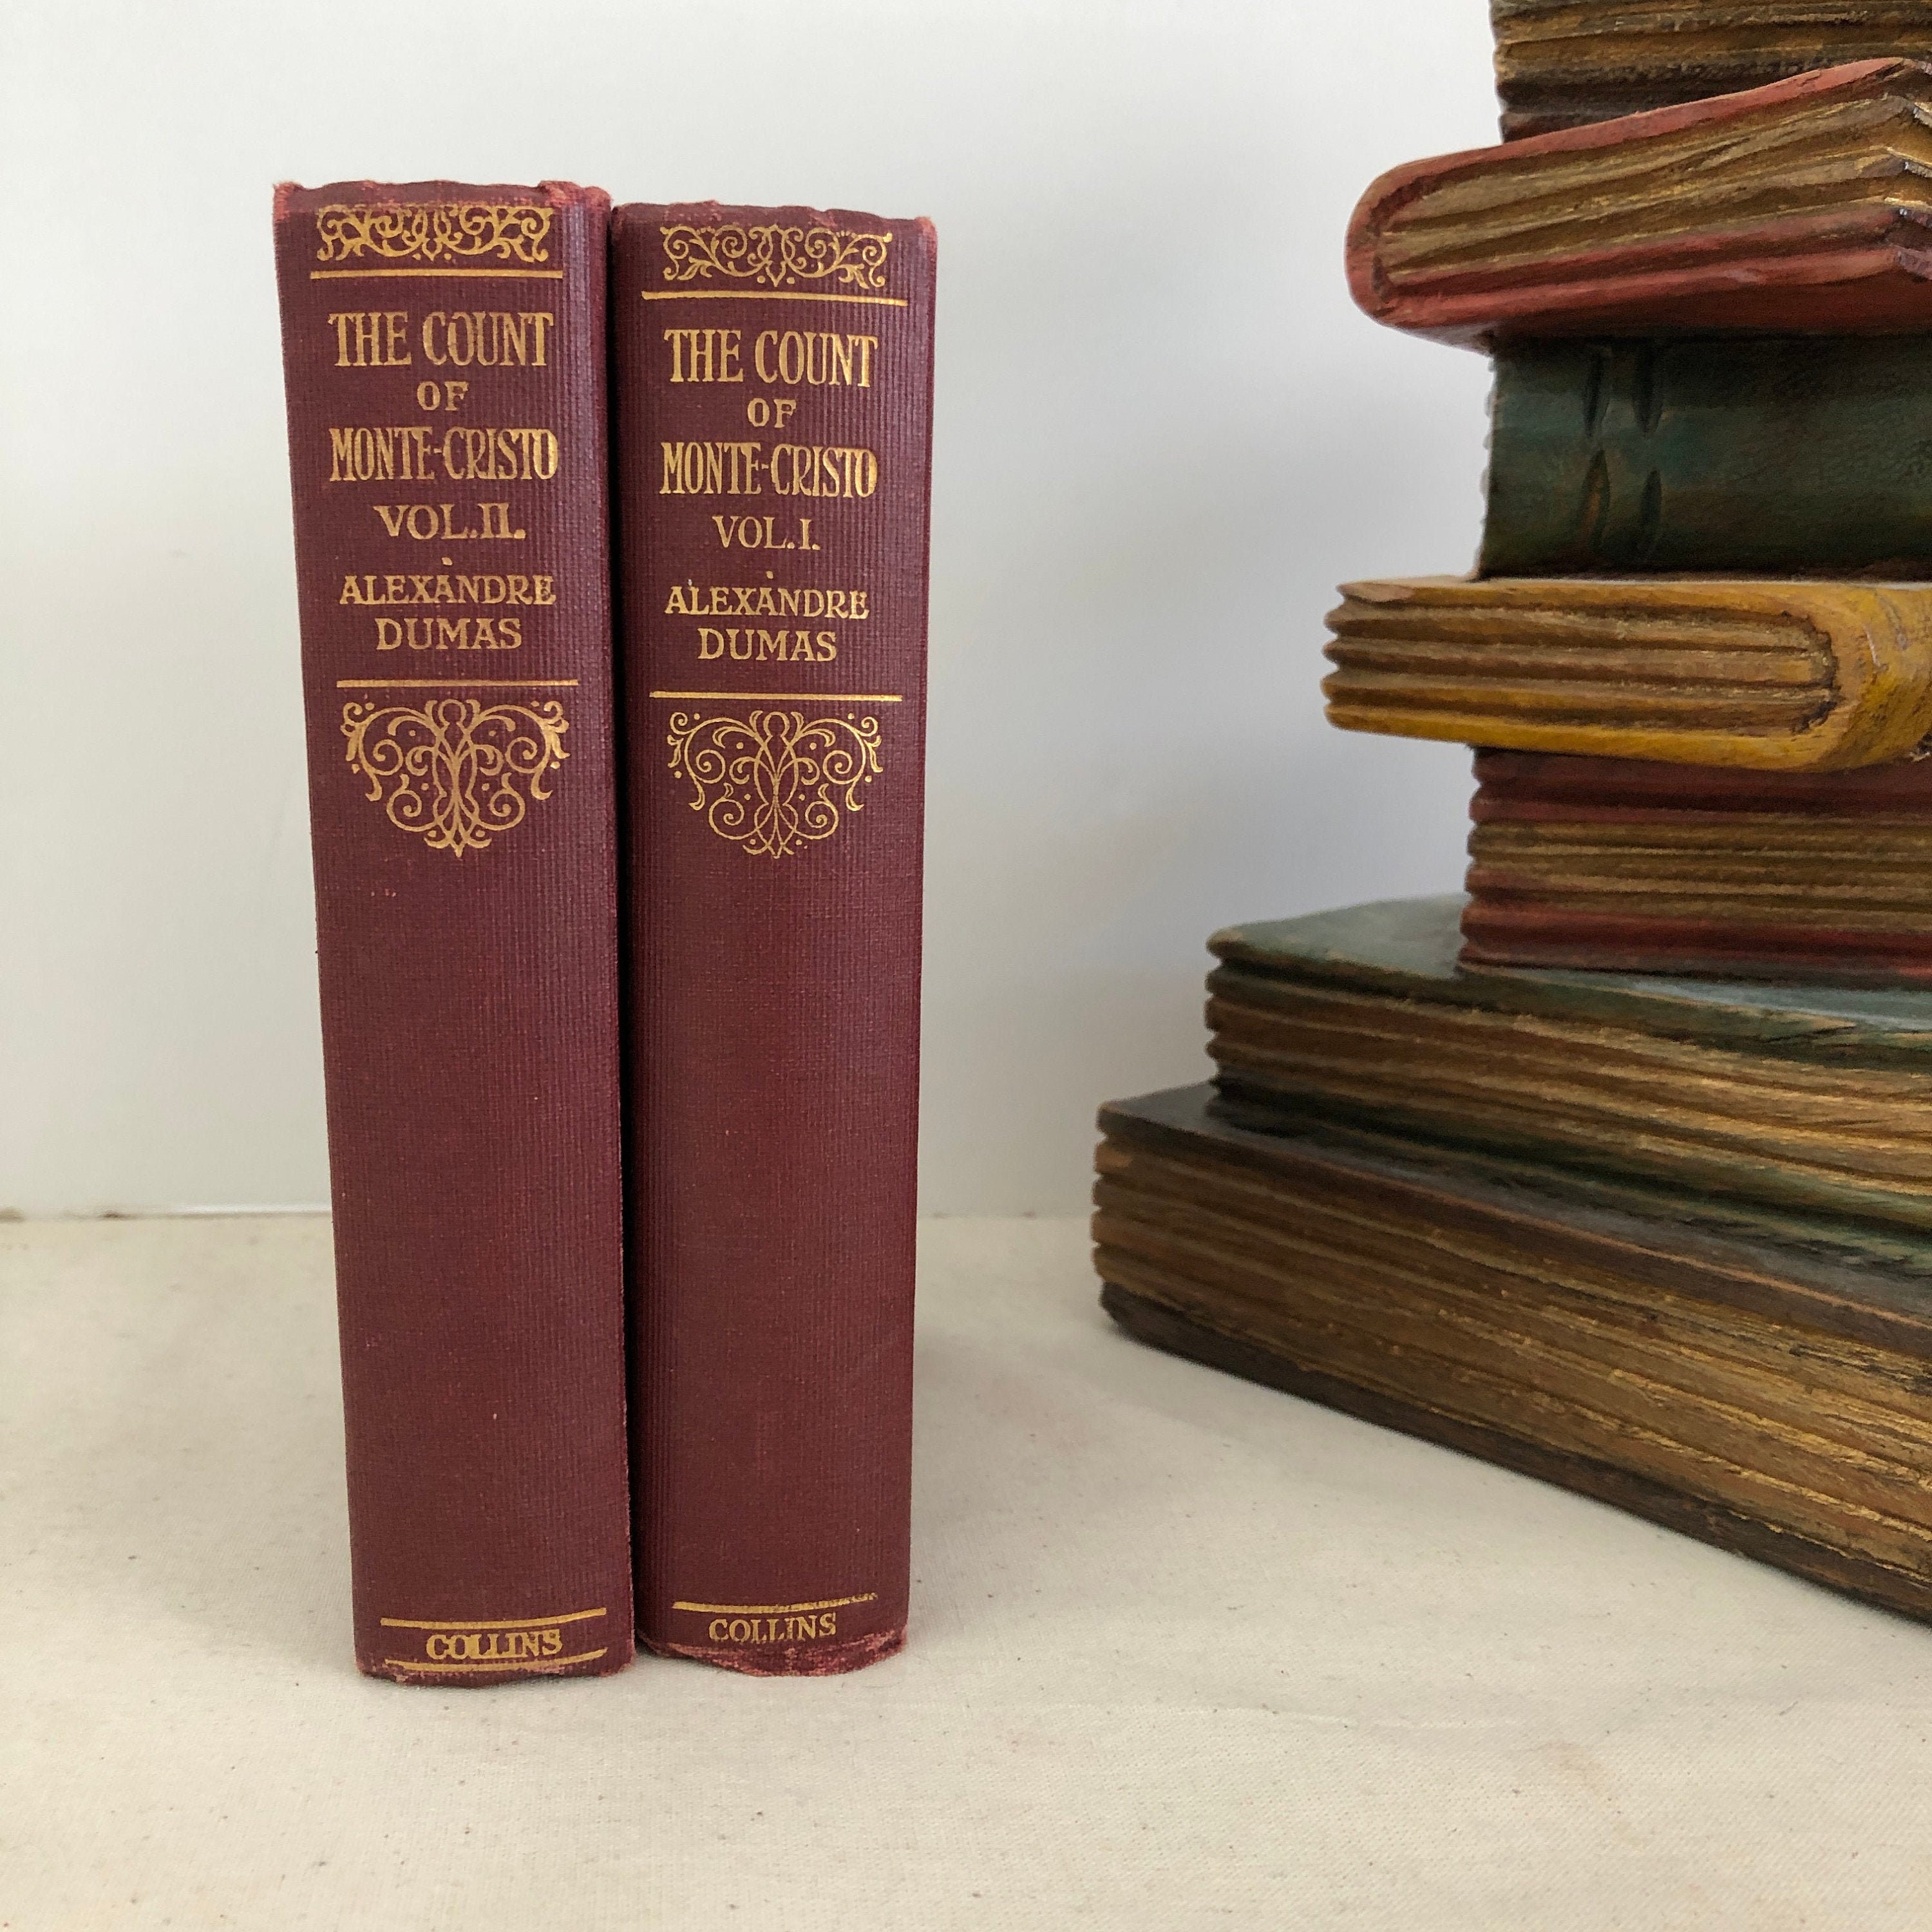 THE COUNT
OF
MONTE-CRISTO
VOL.II.
ALEXANDRE
DUMAS
COLLINS
THE COUNT
OF
MONTE-CRISTO
VOL.I.
ALEXANDRE
DUMAS
COLLINS